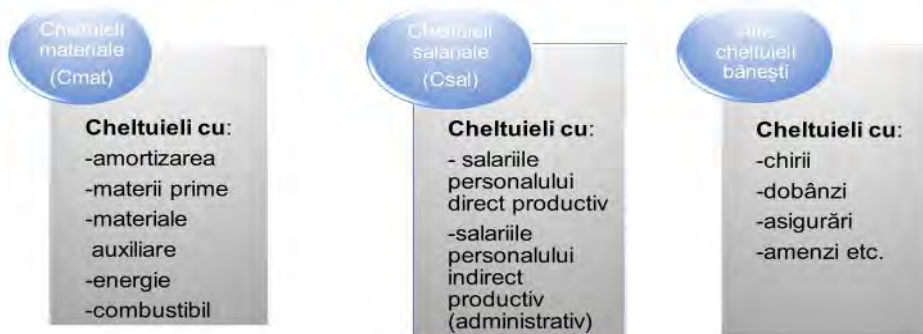 Cheltuieli
materiale
(Cmat)
Cheltuieli cu:
-amortizarea
-materii prime
-materiale
auxiliare
-energie
-combustibil
Cheltuieli
salariale
(Csal)
Cheltuieli cu:
- salariile
personalului
direct productiv
-salariile
personalului
indirect
productiv
(administrativ)
Alte
cheltuieli
bănești
Cheltuieli cu:
-chirii
-dobânzi
-asigurări
-amenzi etc.